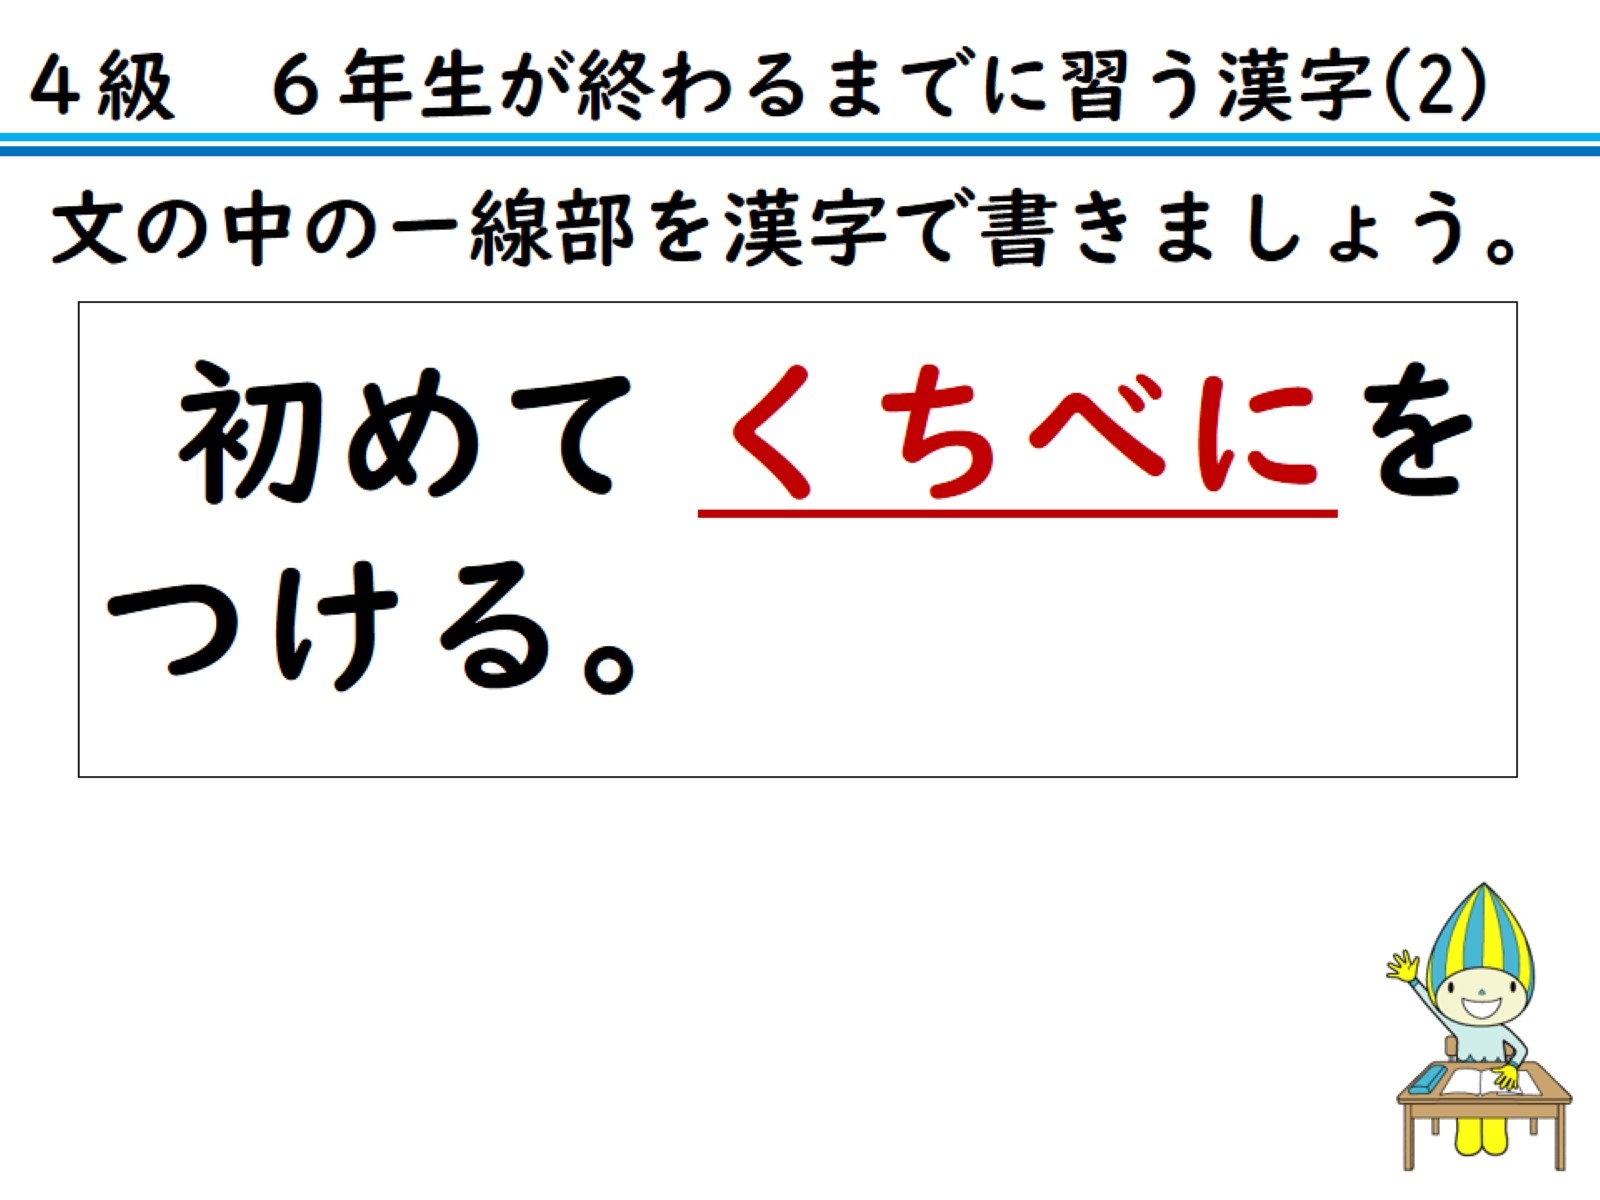 ４級　６年生が終わるまでに習う漢字(2)
文の中の―線部を漢字で書きましょう。
初めて くちべに を
つける。